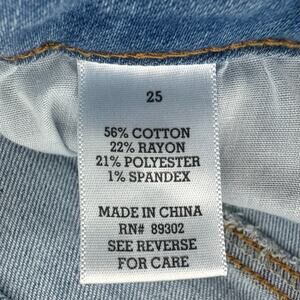 25
56% COTTON
22% RAYON
21% POLYESTER
1% SPANDEX
MADE IN CHINA
RN# 89302
SEE REVERSE
FOR CARE